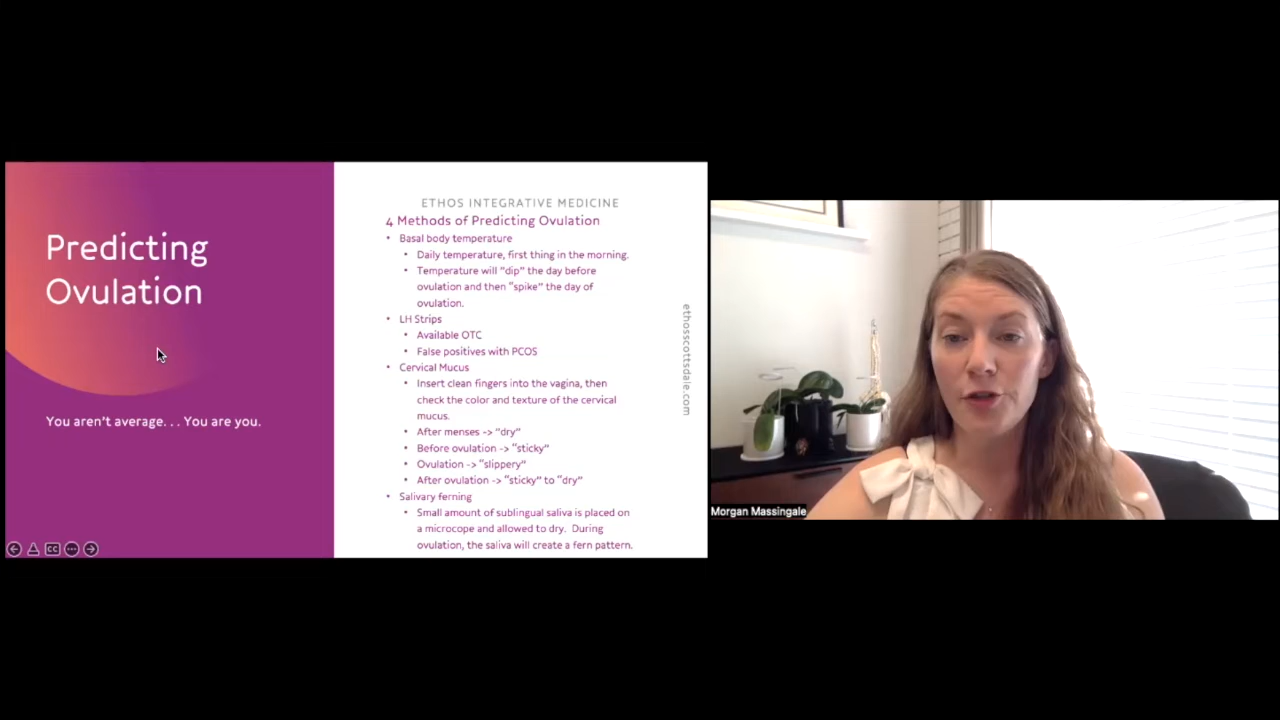 Predicting
Ovulation
You aren't average. . . You are you.
CC
ETHOS INTEGRATIVE MEDICINE
4 Methods of Predicting Ovulation
• Basal body temperature
• Daily temperature, first thing in the morning.
• Temperature will "dip" the day before
ovulation and then "spike" the day of
ovulation.
• LH Strips
• Available OTC
• False positives with PCOS
• Cervical Mucus
• Insert clean fingers into the vagina, then
check the color and texture of the cervical
mucus.
• After menses -> "dry"
• Before ovulation -> "sticky"
• Ovulation -> "slippery"
• After ovulation -> "sticky" to "dry"
• Salivary ferning
• Small amount of sublingual saliva is placed on
a microcope and allowed to dry. During
ovulation, the saliva will create a fern pattern.
ethosscottsdale.com
Morgan Massingale